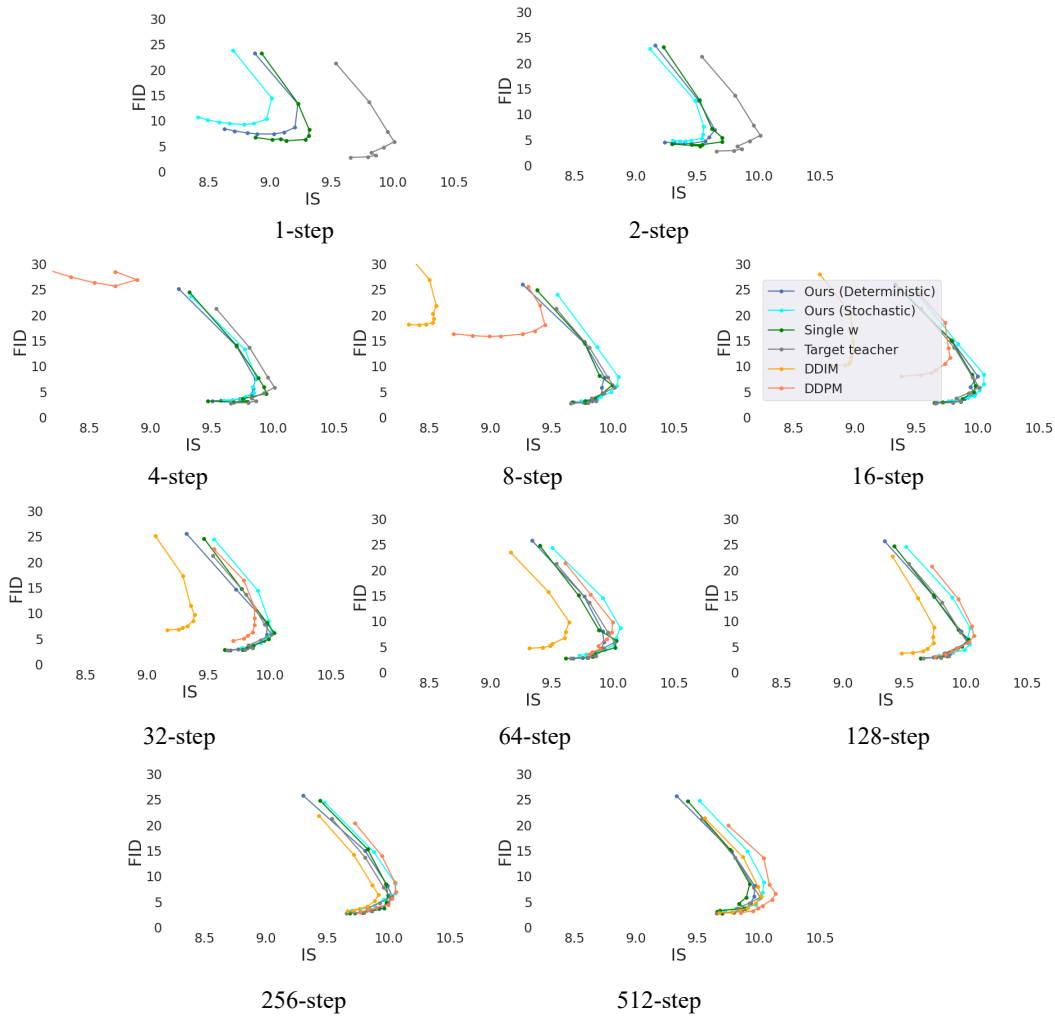 30
25
20
15
10
5
0
FID
8.5 9.0 9.5 10.0 10.5
IS
1-step
30
25
20
15
10
5
0
FID
8.5 9.0 9.5 10.0 10.5
IS
2-step
30
25
20
15
10
5
0
FID
8.5 9.0 9.5 10.0 10.5
IS
4-step
30
25
20
15
10
5
0
FID
8.5 9.0 9.5 10.0 10.5
IS
8-step
30
25
20
15
10
5
0
FID
Ours (Deterministic)
Ours (Stochastic)
Single w
Target teacher
DDIM
DDPM
8.5 9.0 9.5 10.0 10.5
IS
16-step
30
25
20
15
10
5
0
FID
8.5 9.0 9.5 10.0 10.5
IS
32-step
30
25
20
15
10
5
0
FID
8.5 9.0 9.5 10.0 10.5
IS
64-step
30
25
20
15
10
5
0
FID
8.5 9.0 9.5 10.0 10.5
IS
128-step
30
25
20
15
10
5
0
FID
8.5 9.0 9.5 10.0 10.5
IS
256-step
30
25
20
15
10
5
0
FID
8.5 9.0 9.5 10.0 10.5
IS
512-step